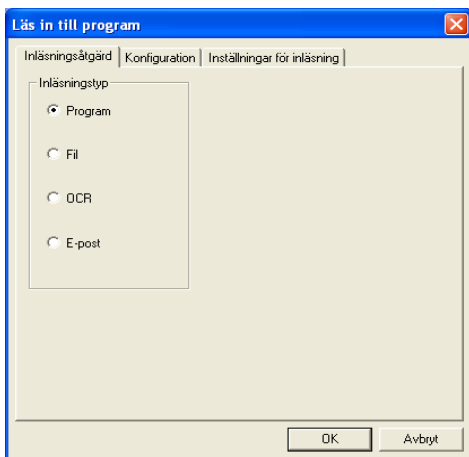 Läs in till program
Inläsningsåtgärd Konfiguration Inställningar för inläsning
Inläsningstyp
Program
Fil
OCR
E-post
OK Avbryt